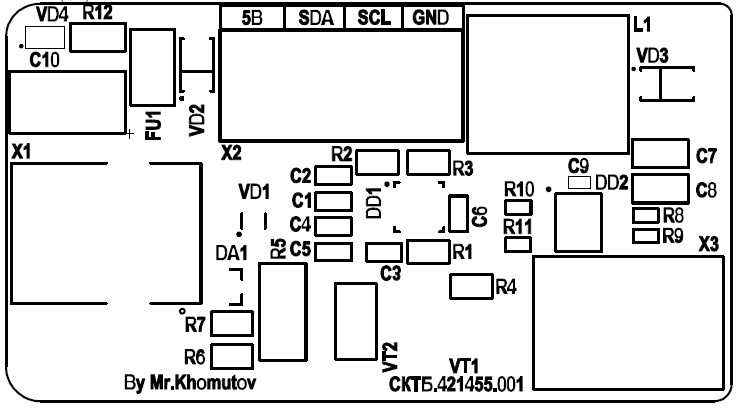 VD4 R12
5В SDA SCL GND
L1
C10
VD3
FU1
VD2
X1
X2
R2
R3
C7
C2
C9
DD2
C8
VD1
C1
DD1
C6
R10
R8
C4
R11
R9
DA1
R5
C5
C3
R1
X3
R4
R7
R6
VT2
VT1
By Mr.Khomutov
СКТБ.421455.001